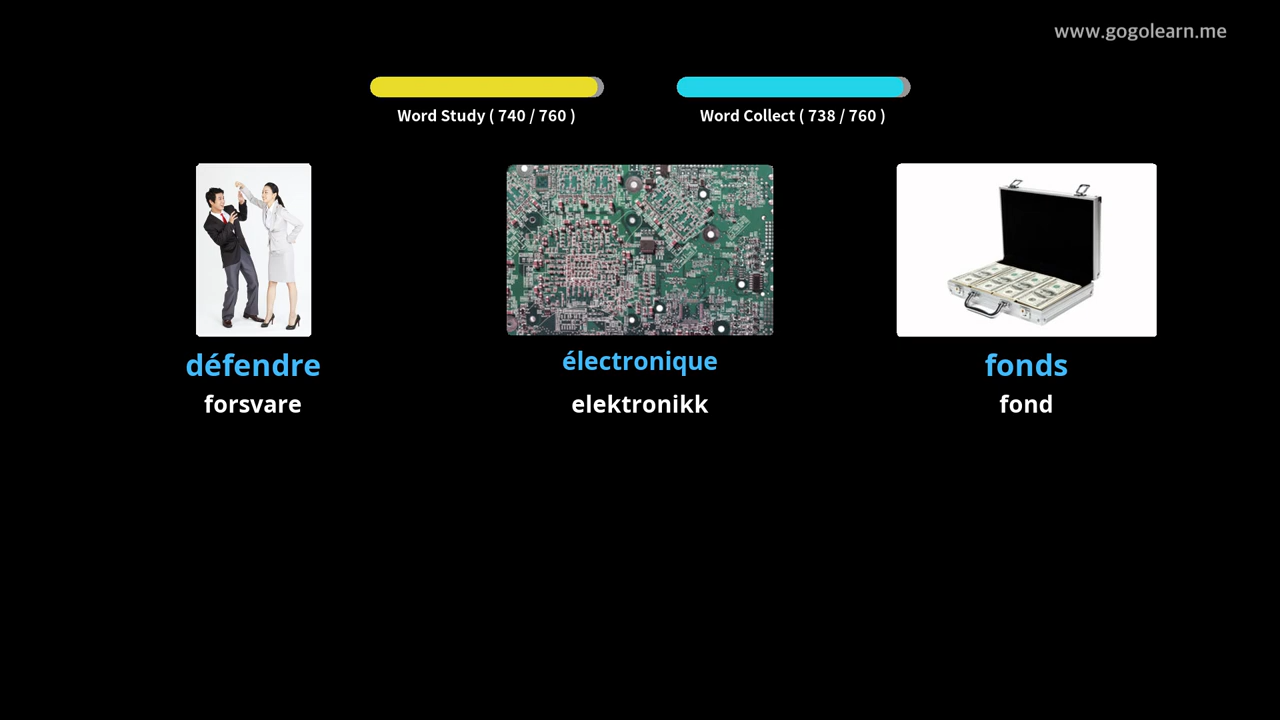 www.gogolearn.me
Word Study ( 740 / 760 )
Word Collect ( 738 / 760 )
défendre
électronique
fonds
forsvare
elektronikk
fond